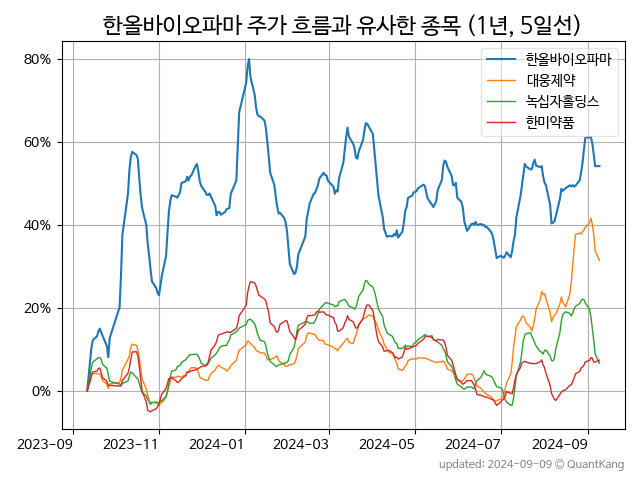 한올바이오파마 주가 흐름과 유사한 종목 (1년, 5일선)
한올바이오파마
대웅제약
녹십자홀딩스
한미약품
80%
60%
40%
20%
0%
2023-09 2023-11 2024-01 2024-03 2024-05 2024-07 2024-09
updated: 2024-09-09 © QuantKang